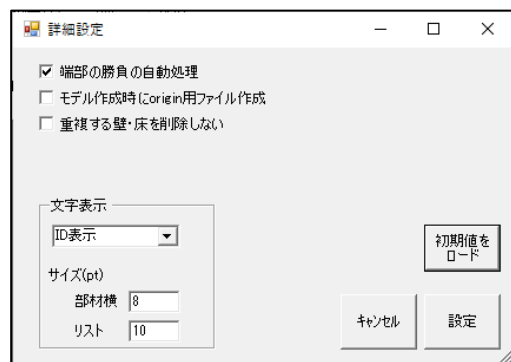 詳細設定
端部の勝負の自動処理
モデル作成時にorigin用ファイル作成
重複する壁・床を削除しない
文字表示
ID表示
サイズ(pt)
部材横 8
リスト 10
初期値を
ロード
キャンセル
設定